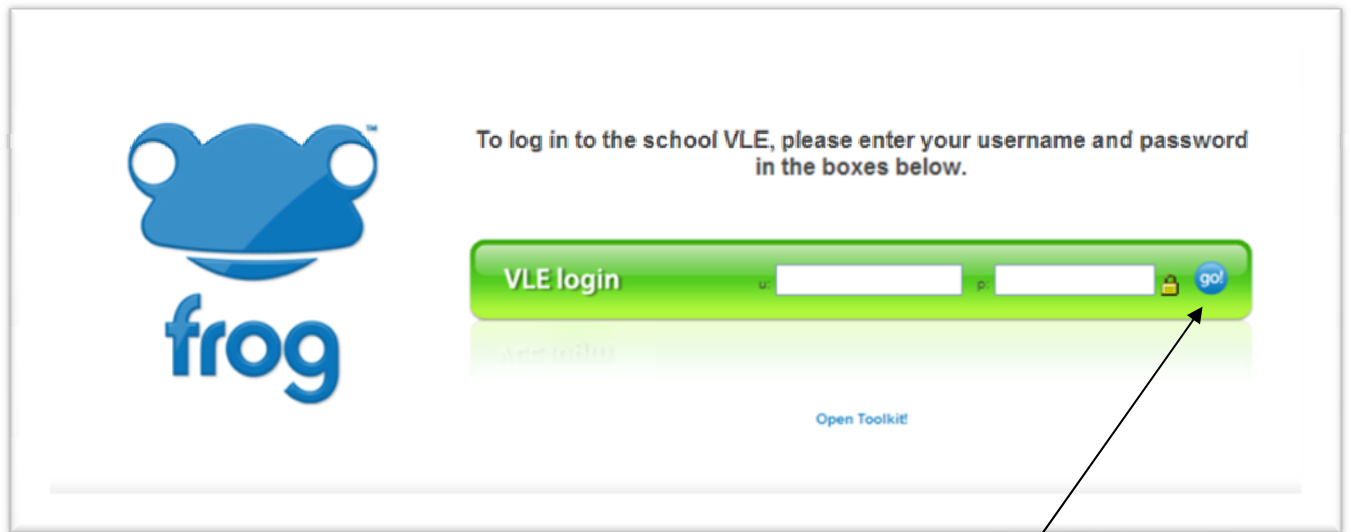 TM
frog
To log in to the school VLE, please enter your username and password
in the boxes below.
VLE login u: p: go!
Open Toolkit!